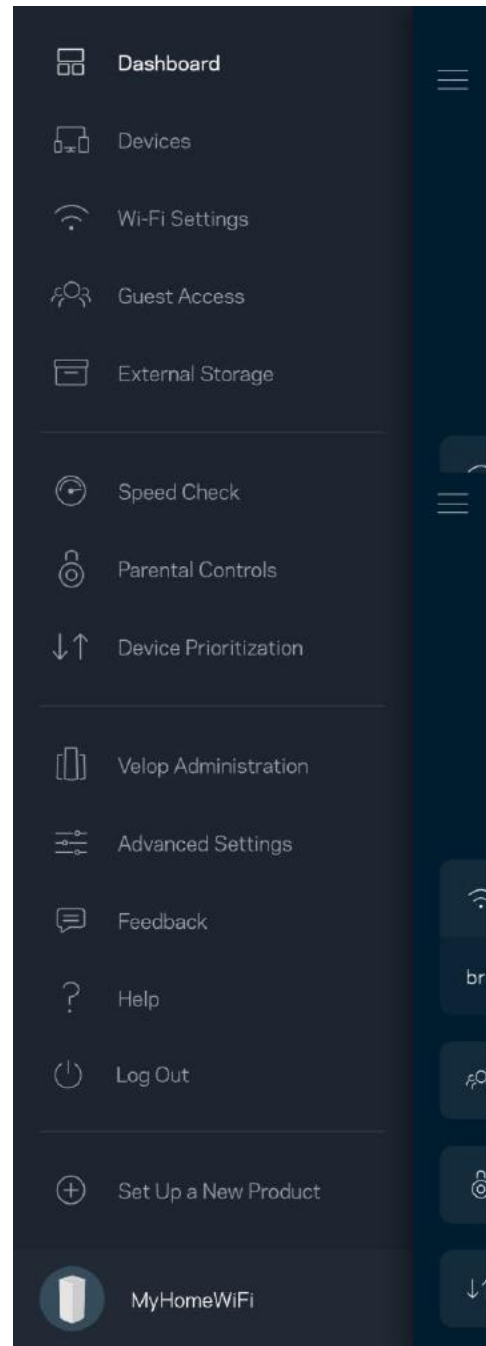 Dashboard
Devices
Wi-Fi Settings
Guest Access
External Storage
Speed Check
Parental Controls
Device Prioritization
Velop Administration
Advanced Settings
Feedback
Help
Log Out
Set Up a New Product
MyHomeWiFi
br